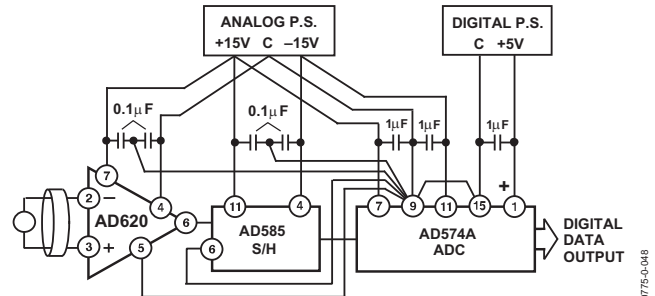 ANALOG P.S.
+15V C –15V
DIGITAL P.S.
C +5V
0.1µF
0.1µF
1µF
1µF
1µF
7
4
11
4
7
9
11
15
1
+
2
–
AD620
6
3
+
5
6
AD585
S/H
AD574A
ADC
DIGITAL
DATA
OUTPUT
0775-0-048